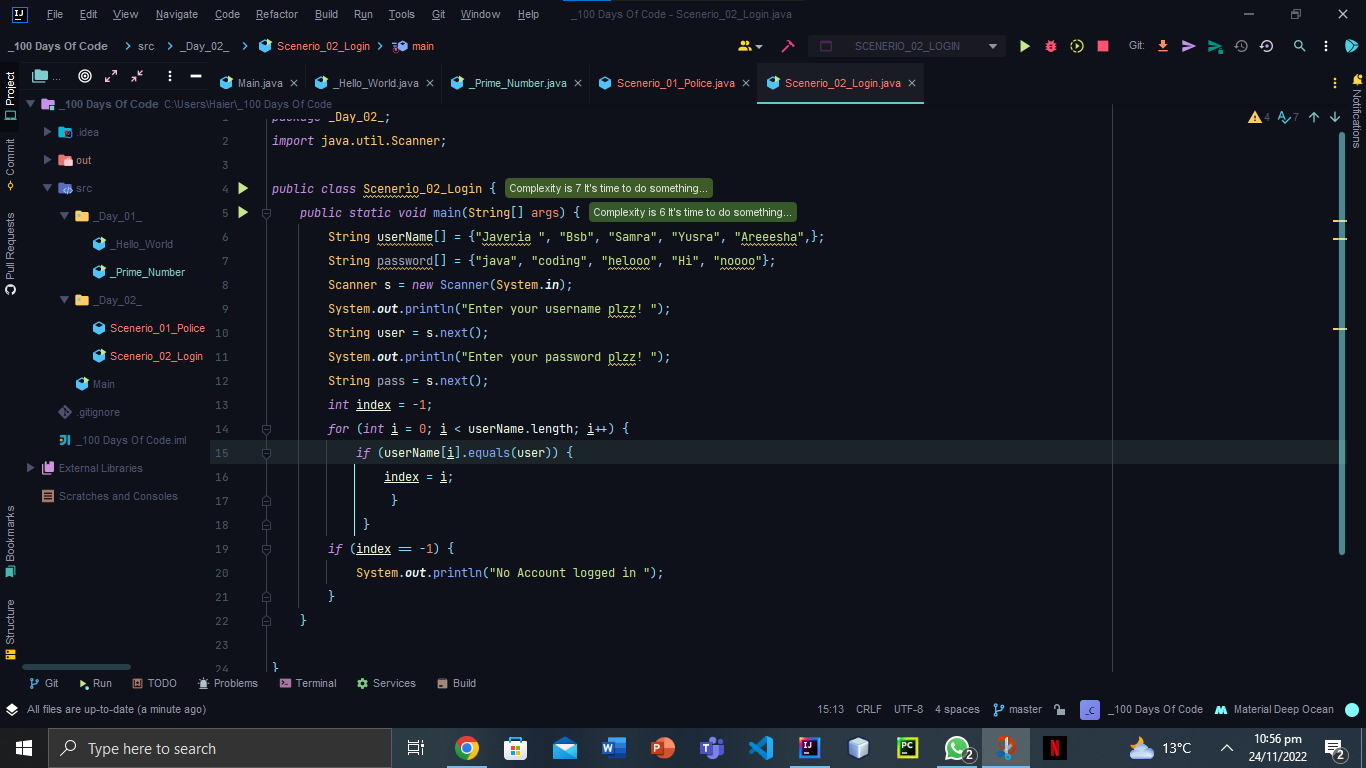 File Edit View Navigate Code Refactor Build Run Tools Git Window Help _100 Days Of Code - Scenerio_02_Login.java
_100 Days Of Code > src > _Day_02_ > Scenerio_02_Login > main SCENERIO_02_LOGIN Git:
Project ... Main.java _Hello_World.java _Prime_Number.java Scenerio_01_Police.java Scenerio_02_Login.java
Notifications
_100 Days Of Code C:\Users\Haier\_100 Days Of Code
.idea
out
src
_Day_01_
_Hello_World
_Prime_Number
_Day_02_
Scenerio_01_Police
Scenerio_02_Login
Main
.gitignore
_100 Days Of Code.iml
External Libraries
Scratches and Consoles
Commit
Pull Requests
Bookmarks
Structure
4 7
1 package _Day_02_;
2 import java.util.Scanner;
3
4 public class Scenerio_02_Login { Complexity is 7 It's time to do something...
5 public static void main(String[] args) { Complexity is 6 It's time to do something...
6 String userName[] = {"Javeria ", "Bsb", "Samra", "Yusra", "Areeesha",};
7 String password[] = {"java", "coding", "helooo", "Hi", "noooo"};
8 Scanner s = new Scanner(System.in);
9 System.out.println("Enter your username plzz! ");
10 String user = s.next();
11 System.out.println("Enter your password plzz! ");
12 String pass = s.next();
13 int index = -1;
14 for (int i = 0; i < userName.length; i++) {
15 if (userName[i].equals(user)) {
16 index = i;
17 }
18 }
19 if (index == -1) {
20 System.out.println("No Account logged in ");
21 }
22 }
23
24 }
Git Run TODO Problems Terminal Services Build
All files are up-to-date (a minute ago) 15:13 CRLF UTF-8 4 spaces master _C _100 Days Of Code Material Deep Ocean
Type here to search 2 13°C 10:56 pm
24/11/2022 2